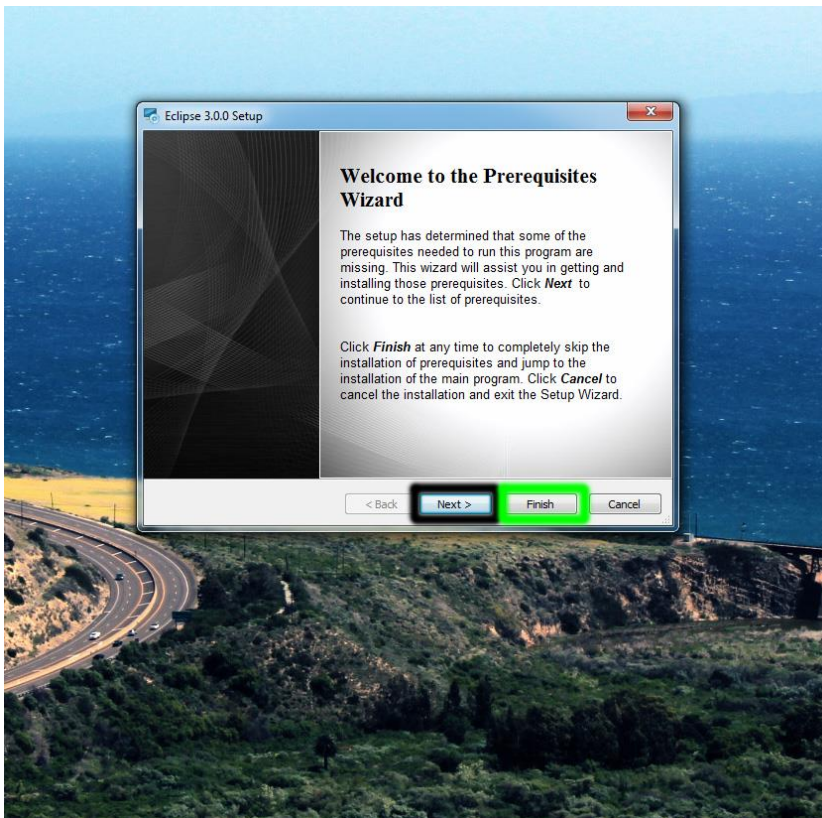 Eclipse 3.0.0 Setup
X
Welcome to the Prerequisites
Wizard
The setup has determined that some of the
prerequisites needed to run this program are
missing. This wizard will assist you in getting and
installing those prerequisites. Click Next to
continue to the list of prerequisites.
Click Finish at any time to completely skip the
installation of prerequisites and jump to the
installation of the main program. Click Cancel to
cancel the installation and exit the Setup Wizard.
< Back Next > Finish Cancel